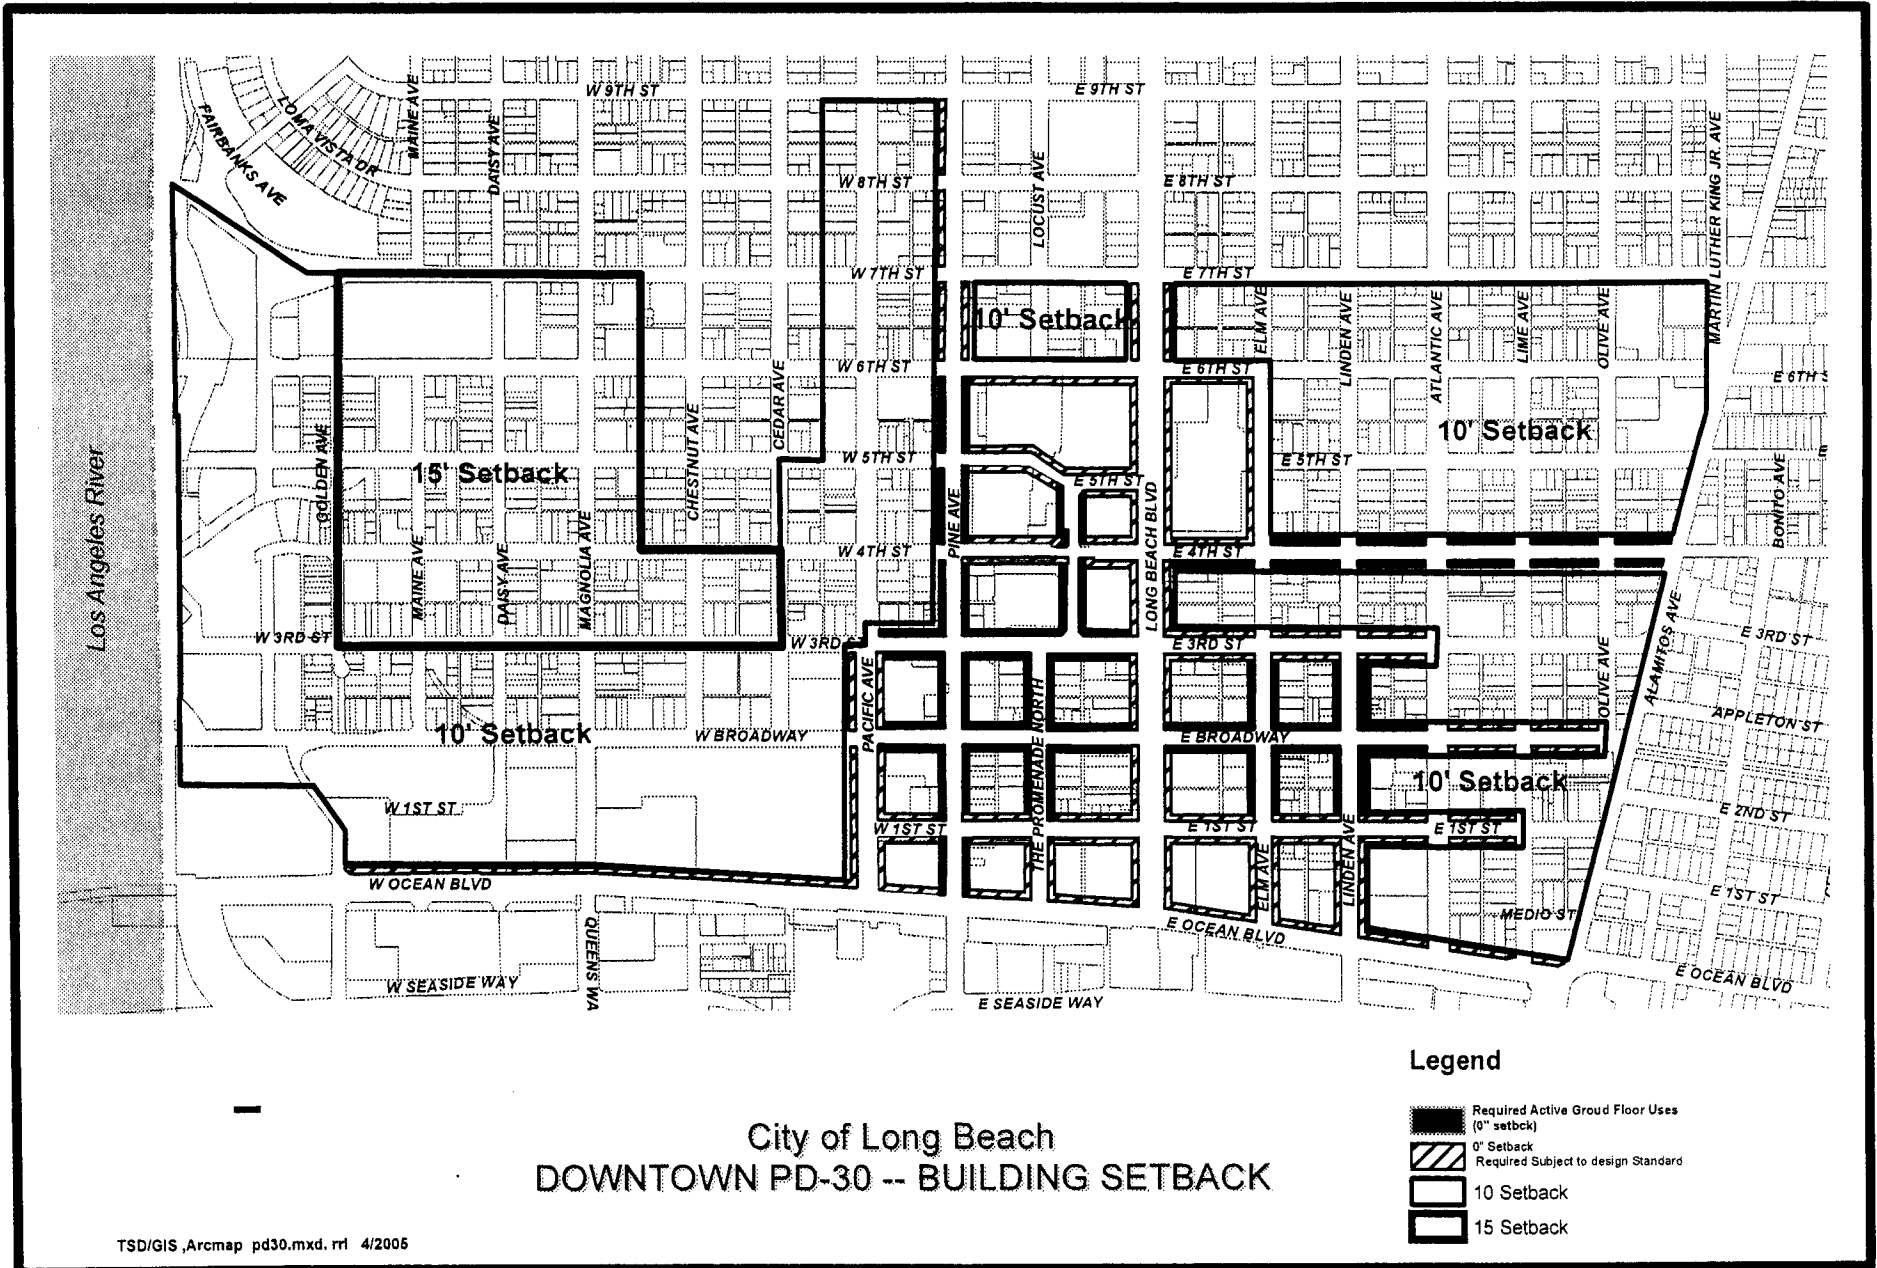 W 9TH ST
E 9TH ST
MAINE AVE
DAISY AVE
LOMA VISTA DR
FAIRBANKS AVE
LOCUST AVE
W 8TH ST
E 8TH ST
MARTIN LUTHER KING JR. AVE
W 7TH ST
E 7TH ST
10' Setback
ELM AVE
LINDEN AVE
ATLANTIC AVE
LIME AVE
OLIVE AVE
W 6TH ST
E 6TH ST
E 6TH S
CHESTNUT AVE
CEDAR AVE
10' Setback
GOLDEN AVE
15' Setback
W 5TH ST
E 5TH ST
E 5TH ST
E
Los Angeles River
MAGNOLIA AVE
PINE AVE
LONG BEACH BLVD
BONITO AVE
W 4TH ST
E 4TH ST
MAINE AVE
DAISY AVE
W 3RD ST
W 3RD S
E 3RD ST
E 3RD ST
PACIFIC AVE
THE PROMENADE NORTH
OLIVE AVE
ALAMITOS AVE
APPLETON ST
10' Setback
W BROADWAY
E BROADWAY
10' Setback
W 1ST ST
W 1ST ST
E 1ST ST
E 1ST ST
E 2ND ST
ELM AVE
LINDEN AVE
W OCEAN BLVD
E 1ST ST
MEDIO ST
QUEENS WA
E OCEAN BLVD
E OCEAN BLVD
W SEASIDE WAY
E SEASIDE WAY
Legend
Required Active Groud Floor Uses
(0" setbck)
0" Setback
Required Subject to design Standard
10 Setback
15 Setback
City of Long Beach
DOWNTOWN PD-30 -- BUILDING SETBACK
TSD/GIS ,Arcmap pd30.mxd. rrl 4/2005